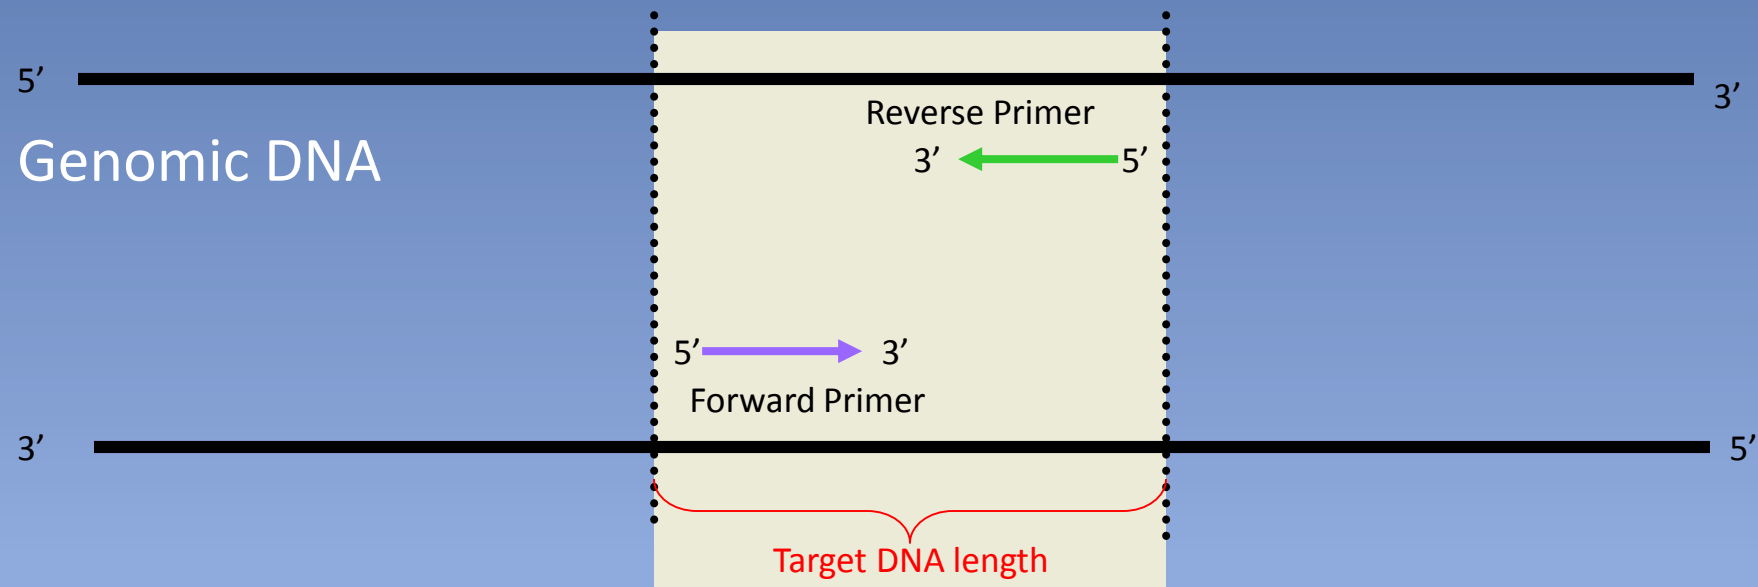 5’
3’
Reverse Primer
Genomic DNA
3’ 5’
5’ 3’
Forward Primer
3’ 5’
Target DNA length